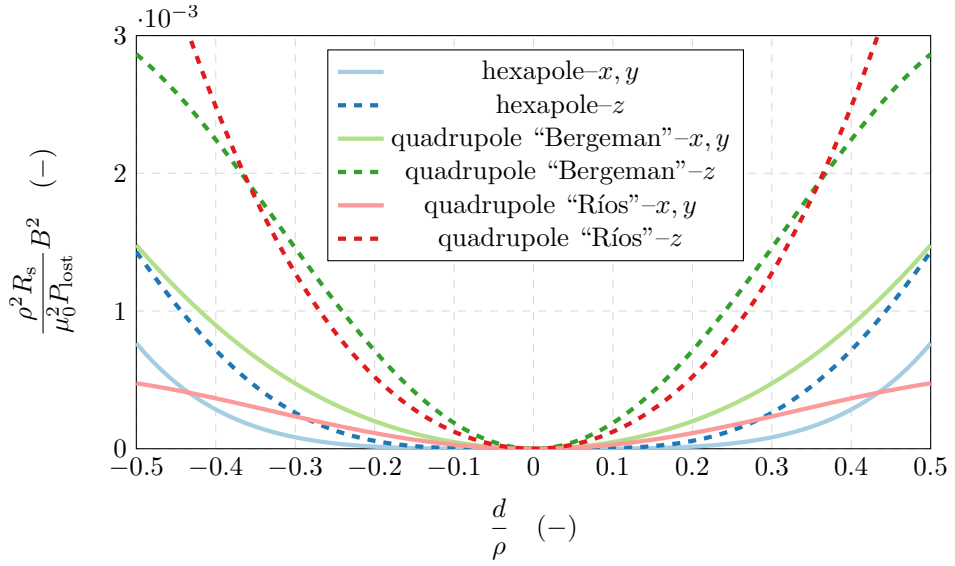 ·10⁻³
3
2
1
0
ρ²Rₛ/μ₀²Pₗₒₛₜ B² (−)
hexapole–x, y
hexapole–z
quadrupole “Bergeman”–x, y
quadrupole “Bergeman”–z
quadrupole “Ríos”–x, y
quadrupole “Ríos”–z
−0.5 −0.4 −0.3 −0.2 −0.1 0 0.1 0.2 0.3 0.4 0.5
d/ρ (−)